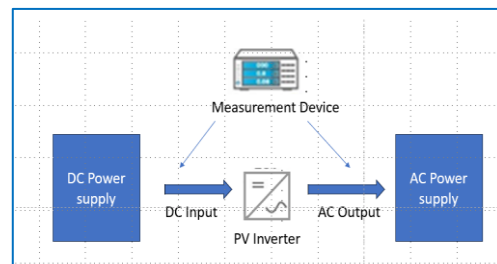 Measurement Device
DC Power
supply
DC Input
PV Inverter
AC Output
AC Power
supply